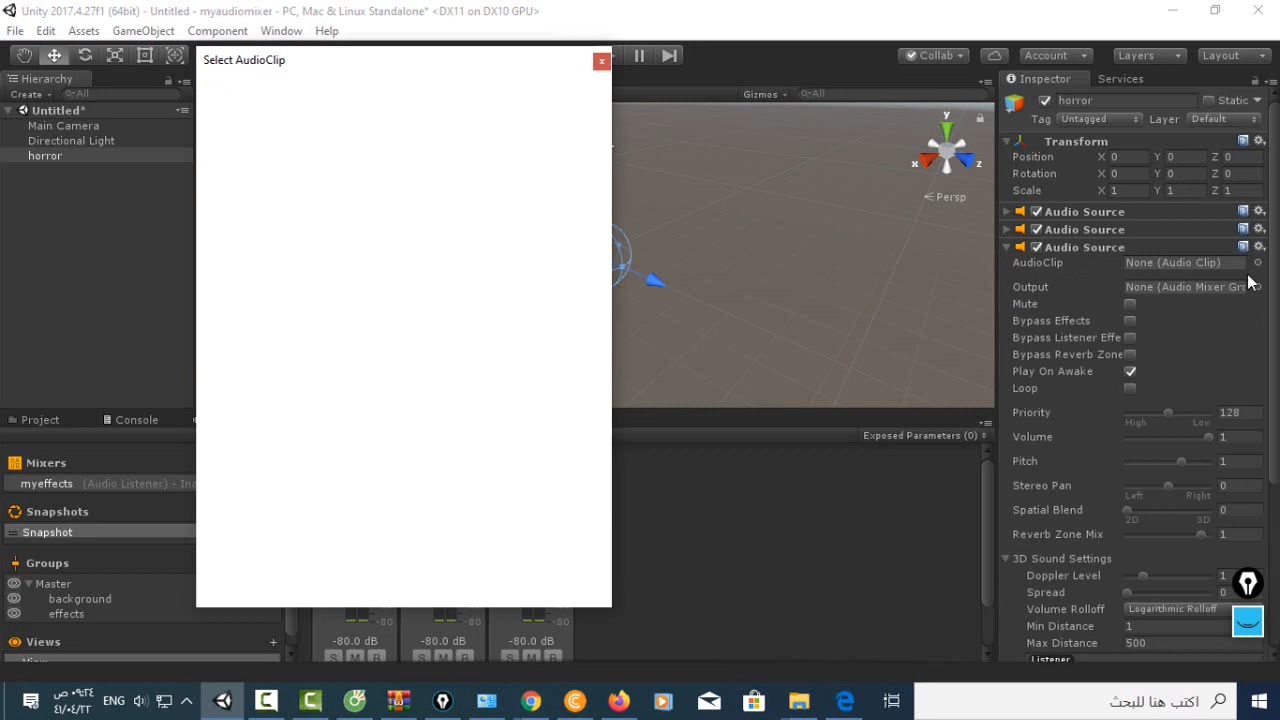 Unity 2017.4.27f1 (64bit) - Untitled - myaudiomixer - PC, Mac & Linux Standalone* <DX11 on DX10 GPU>
File Edit Assets GameObject Component Window Help
Collab Account Layers Layout
Select AudioClip
x
Hierarchy
Create All
Untitled*
Main Camera
Directional Light
horror
Gizmos All
y
x z
Persp
Inspector Services
horror Static
Tag Untagged Layer Default
Transform
Position X 0 Y 0 Z 0
Rotation X 0 Y 0 Z 0
Scale X 1 Y 1 Z 1
Audio Source
Audio Source
Audio Source
AudioClip None (Audio Clip)
Output None (Audio Mixer Gro
Mute
Bypass Effects
Bypass Listener Effe
Bypass Reverb Zone
Play On Awake
Loop
Priority 128
High Low
Volume 1
Pitch 1
Stereo Pan 0
Left Right
Spatial Blend 0
2D 3D
Reverb Zone Mix 1
3D Sound Settings
Doppler Level 1
Spread 0
Volume Rolloff Logarithmic Rolloff
Min Distance 1
Max Distance 500
Listener
Project Console
Exposed Parameters (0)
Mixers
myeffects (Audio Listener) - Ina
Snapshots
Snapshot
Groups
Master
background
effects
Views +
View
-80 -80 -80
-80.0 dB -80.0 dB -80.0 dB
S M B S M B S M B
ENG
اكتب هنا للبحث